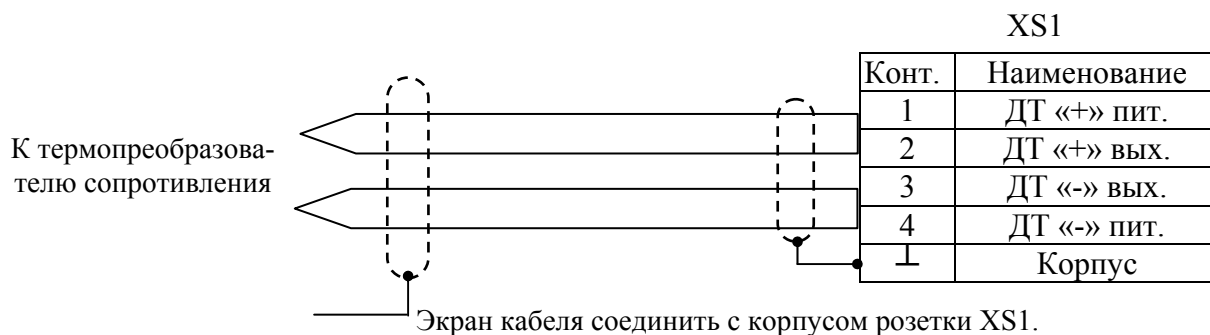 XS1
Конт. Наименование
1 ДТ «+» пит.
2 ДТ «+» вых.
3 ДТ «-» вых.
4 ДТ «-» пит.
⊥ Корпус
К термопреобразова-
телю сопротивления
Экран кабеля соединить с корпусом розетки XS1.